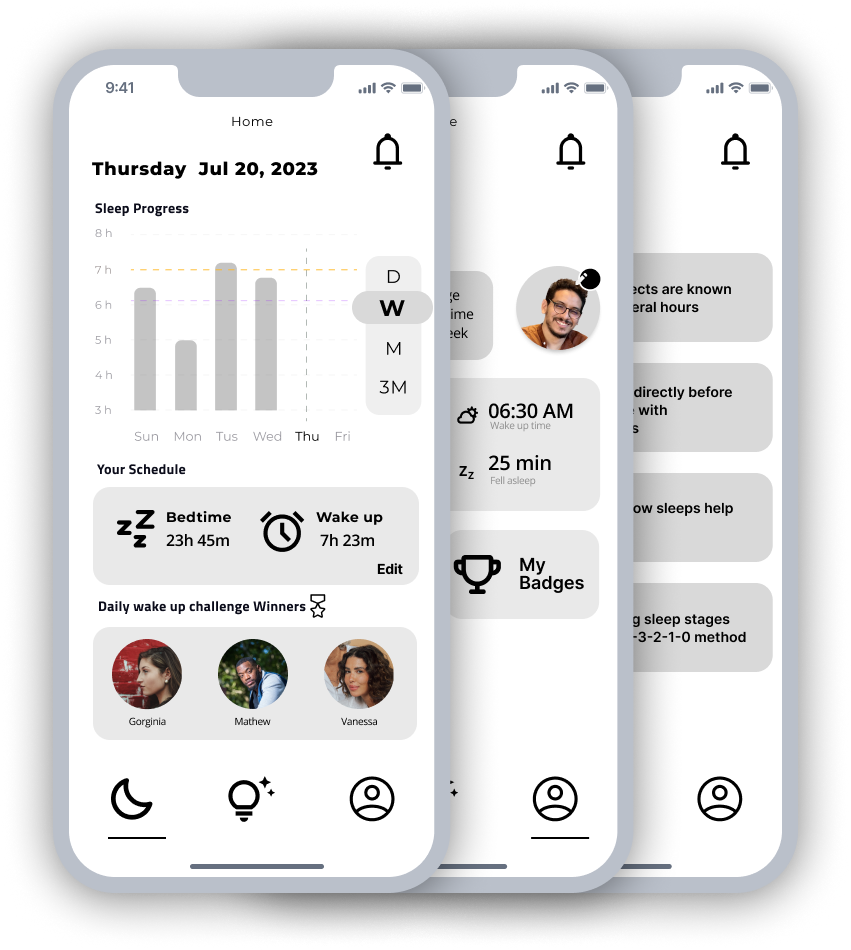 9:41
Home
Thursday Jul 20, 2023
Sleep Progress
8 h
7 h
6 h
5 h
4 h
3 h
D
W
M
3M
Sun Mon Tus Wed Thu Fri
Your Schedule
Bedtime
23h 45m
Wake up
7h 23m
Edit
Daily wake up challenge Winners
Gorginia
Mathew
Vanessa
e
ge
ime
eek
06:30 AM
Wake up time
Zz
25 min
Fell asleep
My
Badges
ects are known
eral hours
directly before
with
s
ow sleeps help
g sleep stages
-3-2-1-0 method